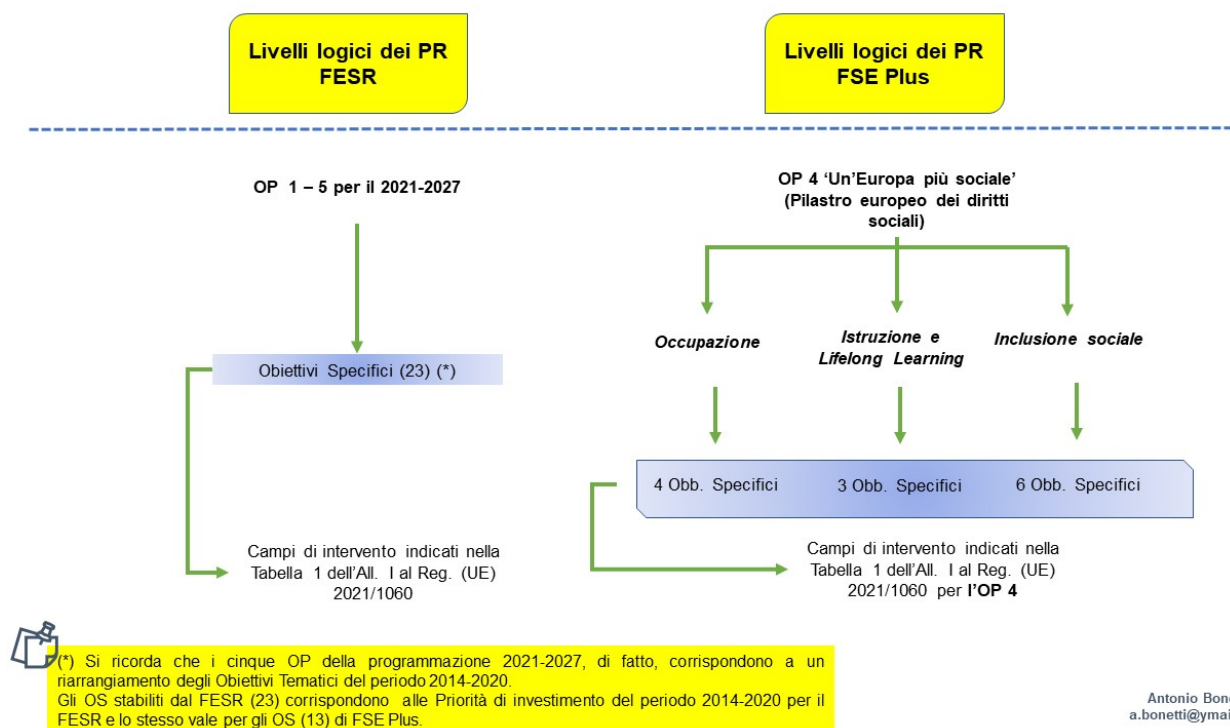 Livelli logici dei PR
FESR
Livelli logici dei PR
FSE Plus
OP 1 – 5 per il 2021-2027
OP 4 ‘Un’Europa più sociale’
(Pilastro europeo dei diritti
sociali)
Occupazione
Istruzione e
Lifelong Learning
Inclusione sociale
Obiettivi Specifici (23) (*)
4 Obb. Specifici
3 Obb. Specifici
6 Obb. Specifici
Campi di intervento indicati nella
Tabella 1 dell’All. I al Reg. (UE)
2021/1060
Campi di intervento indicati nella
Tabella 1 dell’All. I al Reg. (UE)
2021/1060 per l’OP 4
(*) Si ricorda che i cinque OP della programmazione 2021-2027, di fatto, corrispondono a un
riarrangiamento degli Obiettivi Tematici del periodo 2014-2020.
Gli OS stabiliti dal FESR (23) corrispondono alle Priorità di investimento del periodo 2014-2020 per il
FESR e lo stesso vale per gli OS (13) di FSE Plus.
Antonio Bon
a.bonetti@ymai